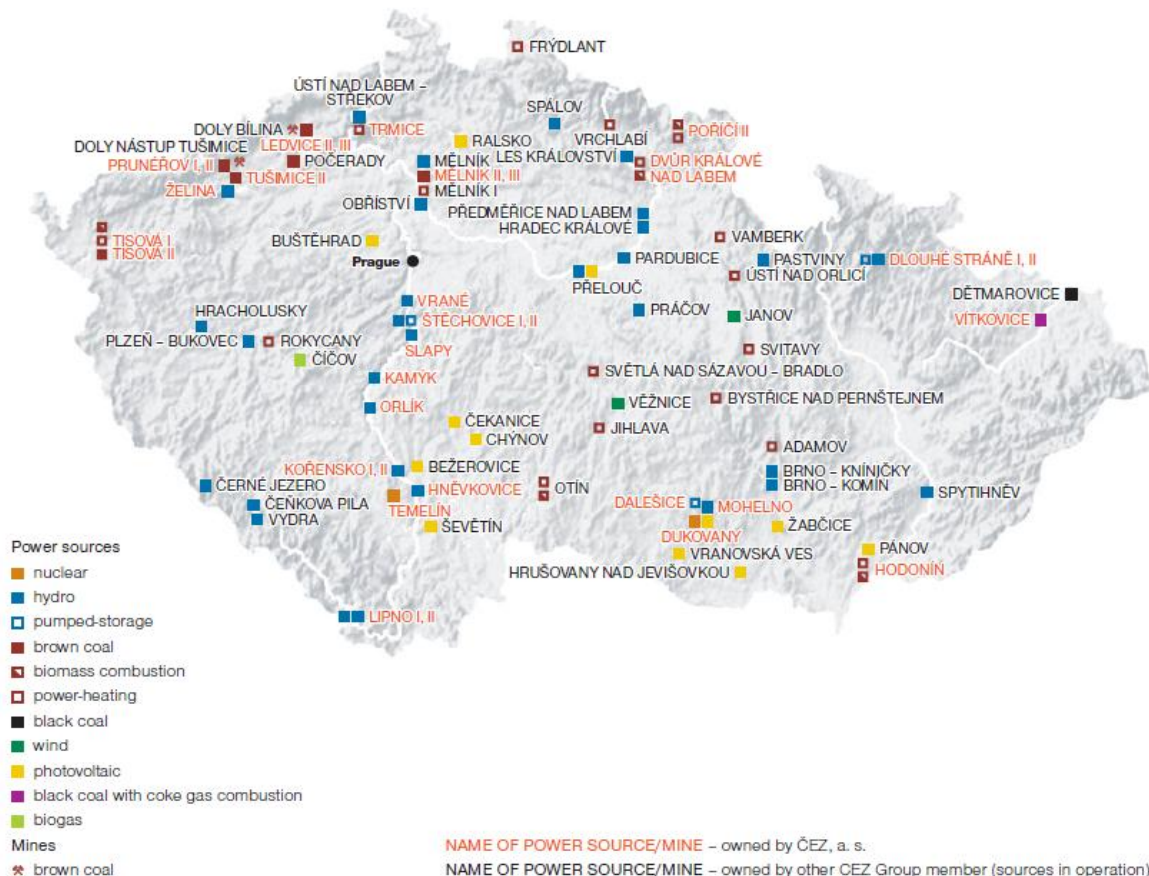 FRÝDLANT
ÚSTÍ NAD LABEM –
STŘEKOV
SPÁLOV
DOLY BÍLINA
TRMICE
RALSKO
VRCHLABÍ
POŘÍČÍ II
DOLY NÁSTUP TUŠIMICE
LEDVICE II, III
LES KRÁLOVSTVÍ
PRUNÉŘOV I, II
POČERADY
MĚLNÍK
DVŮR KRÁLOVÉ
NAD LABEM
TUŠIMICE II
MĚLNÍK II, III
ŽELINA
MĚLNÍK I
OBŘÍSTVÍ
PŘEDMĚŘICE NAD LABEM
HRADEC KRÁLOVÉ
TISOVÁ I
TISOVÁ II
BUŠTĚHRAD
VAMBERK
Prague
PARDUBICE
PASTVINY
DLOUHÉ STRÁNĚ I, II
PŘELOUČ
ÚSTÍ NAD ORLICÍ
DĚTMAROVICE
VRANÉ
HRACHOLUSKY
ŠTĚCHOVICE I, II
PRÁČOV
JANOV
VÍTKOVICE
PLZEŇ – BUKOVEC
ROKYCANY
SLAPY
ČÍČOV
SVITAVY
KAMÝK
SVĚTLÁ NAD SÁZAVOU – BRADLO
ORLÍK
VĚŽNICE
BYSTŘICE NAD PERNŠTEJNEM
ČEKANICE
CHÝNOV
JIHLAVA
ADAMOV
KOŘENSKO I, II
BEŽEROVICE
BRNO – KNÍNIČKY
BRNO – KOMÍN
ČERNÉ JEZERO
HNĚVKOVICE
OTÍN
SPYTIHNĚV
ČEŇKOVA PILA
TEMELÍN
DALEŠICE
MOHELNO
VYDRA
ŠEVĚTÍN
DUKOVANY
ŽABČICE
VRANOVSKÁ VES
PÁNOV
HRUŠOVANY NAD JEVIŠOVKOU
HODONÍN
LIPNO I, II
Power sources
nuclear
hydro
pumped-storage
brown coal
biomass combustion
power-heating
black coal
wind
photovoltaic
black coal with coke gas combustion
biogas
Mines
brown coal
NAME OF POWER SOURCE/MINE – owned by ČEZ, a. s.
NAME OF POWER SOURCE/MINE – owned by other CEZ Group member (sources in operation)